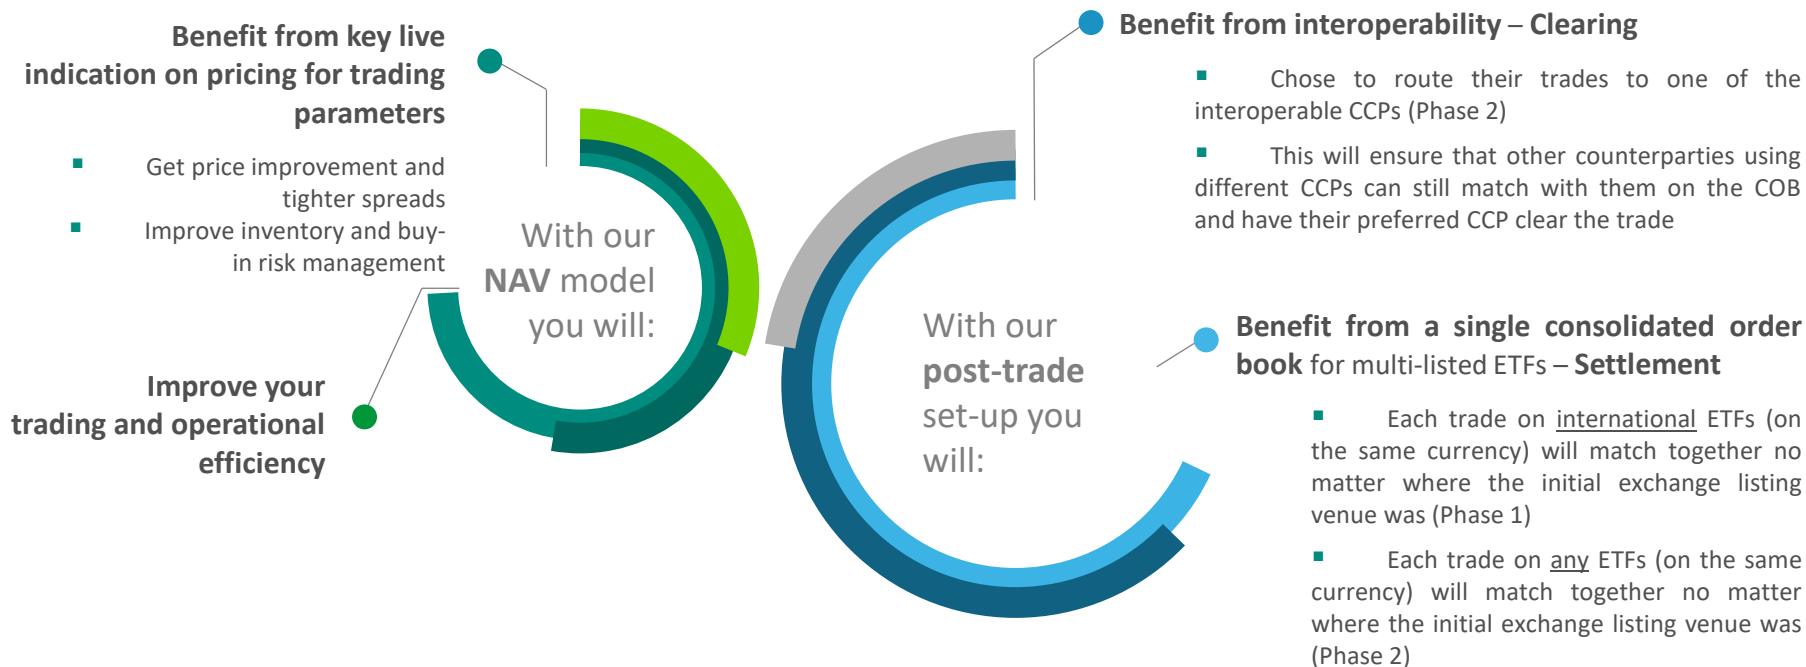 Benefit from key live
indication on pricing for trading
parameters
▪ Get price improvement and
tighter spreads
▪ Improve inventory and buy-
in risk management
Improve your
trading and operational
efficiency
With our
NAV model
you will:
With our
post-trade
set-up you
will:
Benefit from interoperability – Clearing
▪ Chose to route their trades to one of the
interoperable CCPs (Phase 2)
▪ This will ensure that other counterparties using
different CCPs can still match with them on the COB
and have their preferred CCP clear the trade
Benefit from a single consolidated order
book for multi-listed ETFs – Settlement
▪ Each trade on international ETFs (on
the same currency) will match together no
matter where the initial exchange listing
venue was (Phase 1)
▪ Each trade on any ETFs (on the same
currency) will match together no matter
where the initial exchange listing venue was
(Phase 2)